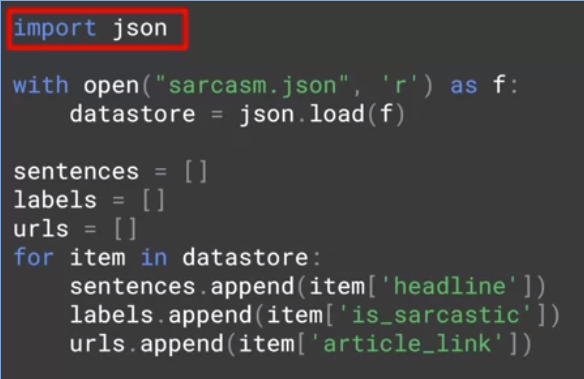 import json
with open("sarcasm.json", 'r') as f:
    datastore = json.load(f)
sentences = []
labels = []
urls = []
for item in datastore:
    sentences.append(item['headline'])
    labels.append(item['is_sarcastic'])
    urls.append(item['article_link'])